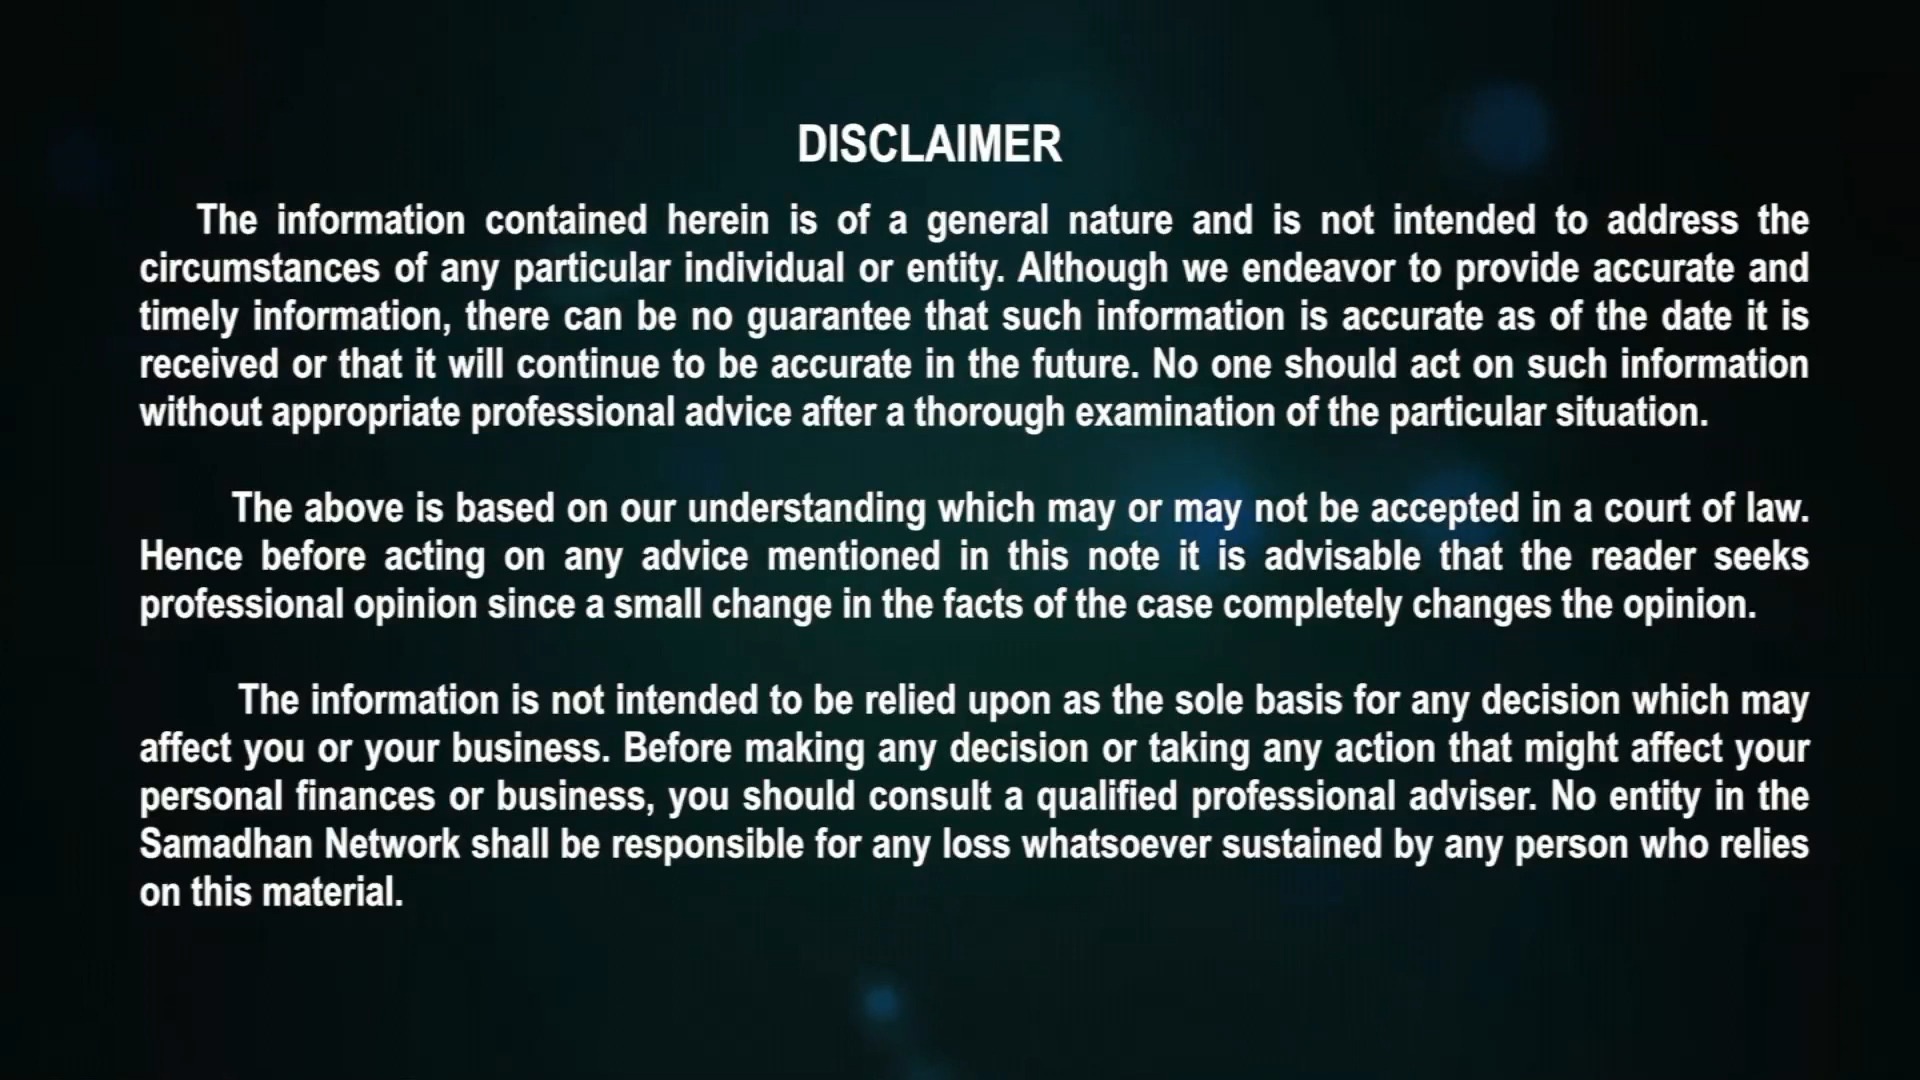 DISCLAIMER
The information contained herein is of a general nature and is not intended to address the
circumstances of any particular individual or entity. Although we endeavor to provide accurate and
timely information, there can be no guarantee that such information is accurate as of the date it is
received or that it will continue to be accurate in the future. No one should act on such information
without appropriate professional advice after a thorough examination of the particular situation.
The above is based on our understanding which may or may not be accepted in a court of law.
Hence before acting on any advice mentioned in this note it is advisable that the reader seeks
professional opinion since a small change in the facts of the case completely changes the opinion.
The information is not intended to be relied upon as the sole basis for any decision which may
affect you or your business. Before making any decision or taking any action that might affect your
personal finances or business, you should consult a qualified professional adviser. No entity in the
Samadhan Network shall be responsible for any loss whatsoever sustained by any person who relies
on this material.